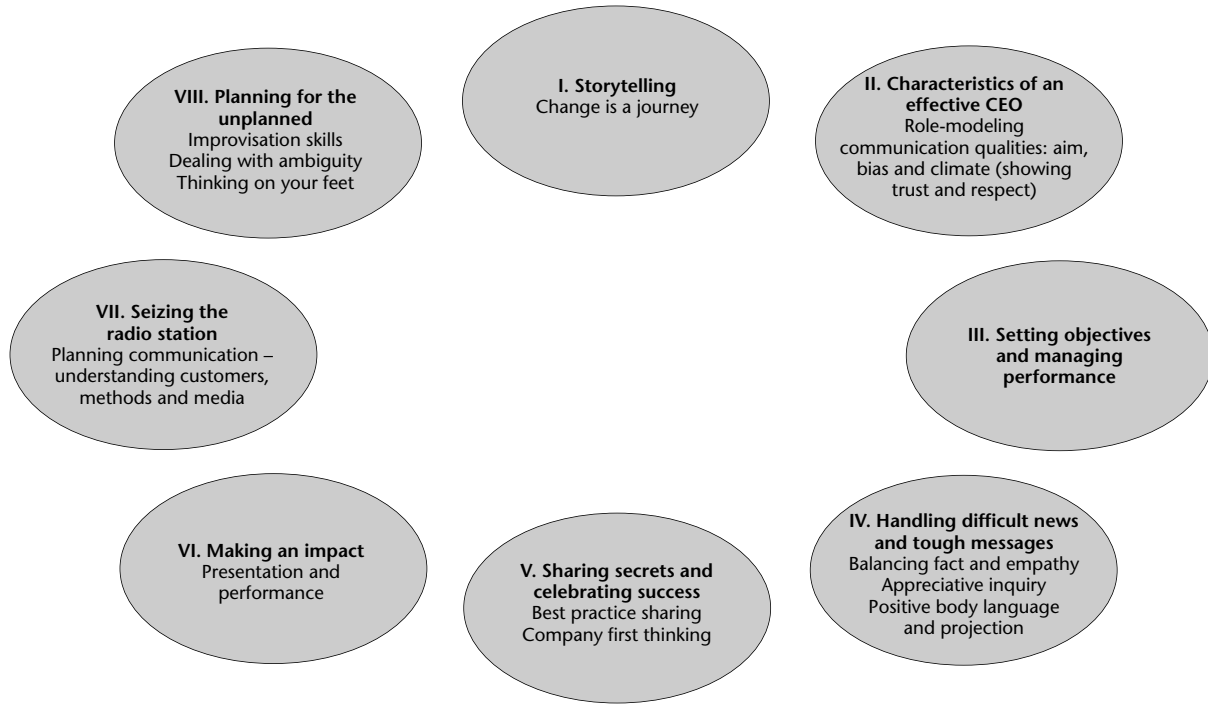 I. Storytelling
Change is a journey
II. Characteristics of an
effective CEO
Role-modeling
communication qualities: aim,
bias and climate (showing
trust and respect)
III. Setting objectives
and managing
performance
IV. Handling difficult news
and tough messages
Balancing fact and empathy
Appreciative inquiry
Positive body language
and projection
V. Sharing secrets and
celebrating success
Best practice sharing
Company first thinking
VI. Making an impact
Presentation and
performance
VII. Seizing the
radio station
Planning communication –
understanding customers,
methods and media
VIII. Planning for the
unplanned
Improvisation skills
Dealing with ambiguity
Thinking on your feet